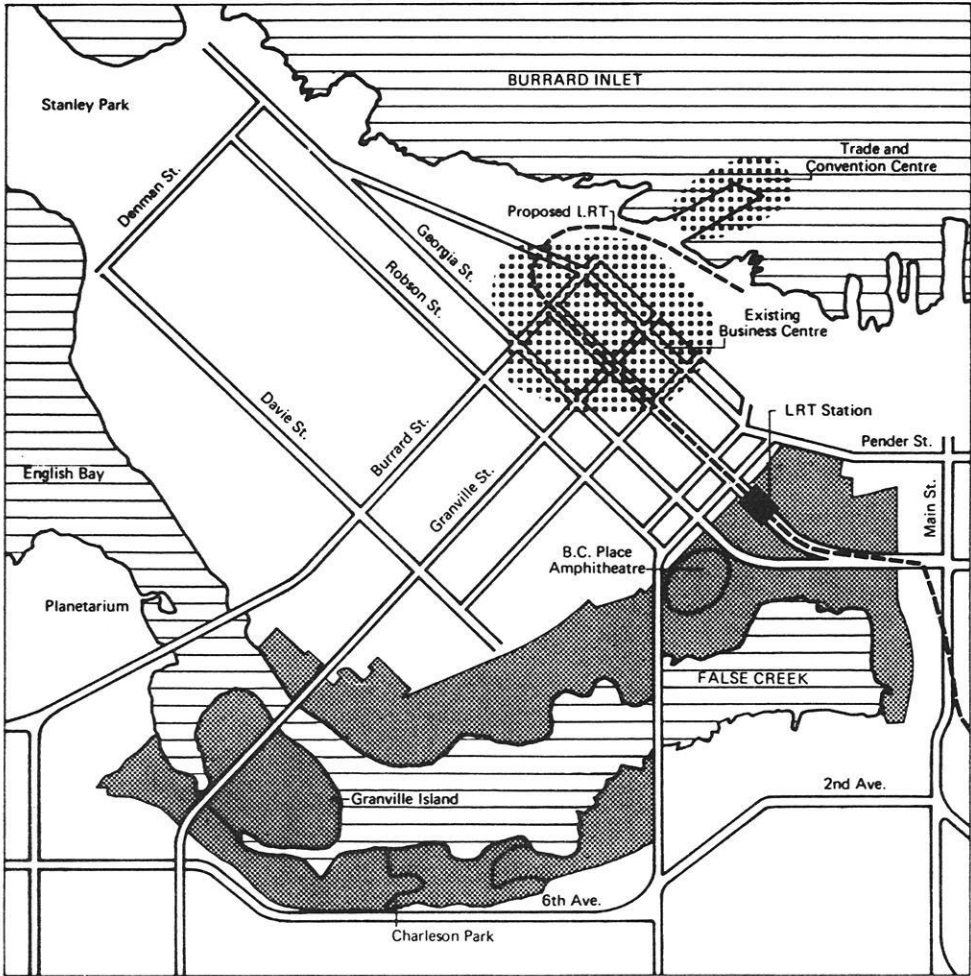 BURRARD INLET
Stanley Park
Trade and
Convention Centre
Denman St.
Proposed LRT
Georgia St.
Robson St.
Existing
Business Centre
Davie St.
Burrard St.
LRT Station
Granville St.
Pender St.
English Bay
Main St.
B.C. Place
Amphitheatre
Planetarium
FALSE CREEK
2nd Ave.
Granville Island
6th Ave.
Charleson Park